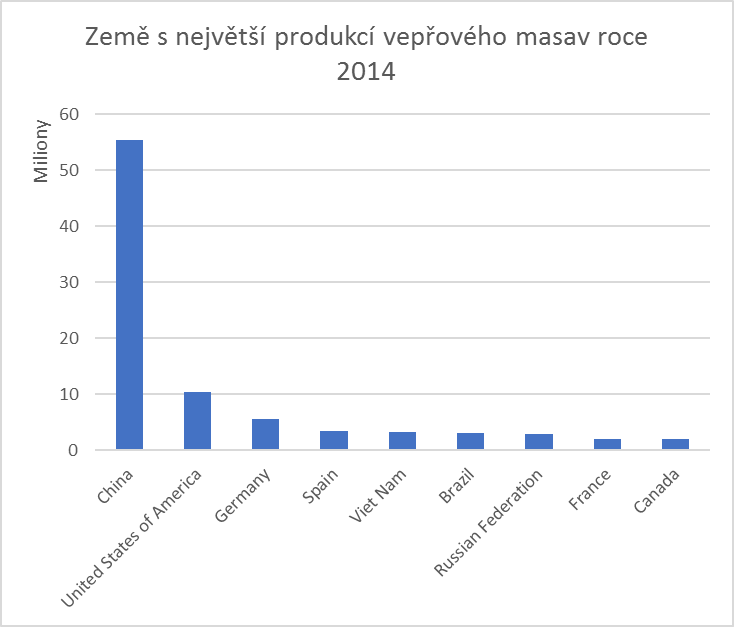 Země s největší produkcí vepřového masav roce
2014
Miliony
60
50
40
30
20
10
0
China
United States of America
Germany
Spain
Viet Nam
Brazil
Russian Federation
France
Canada